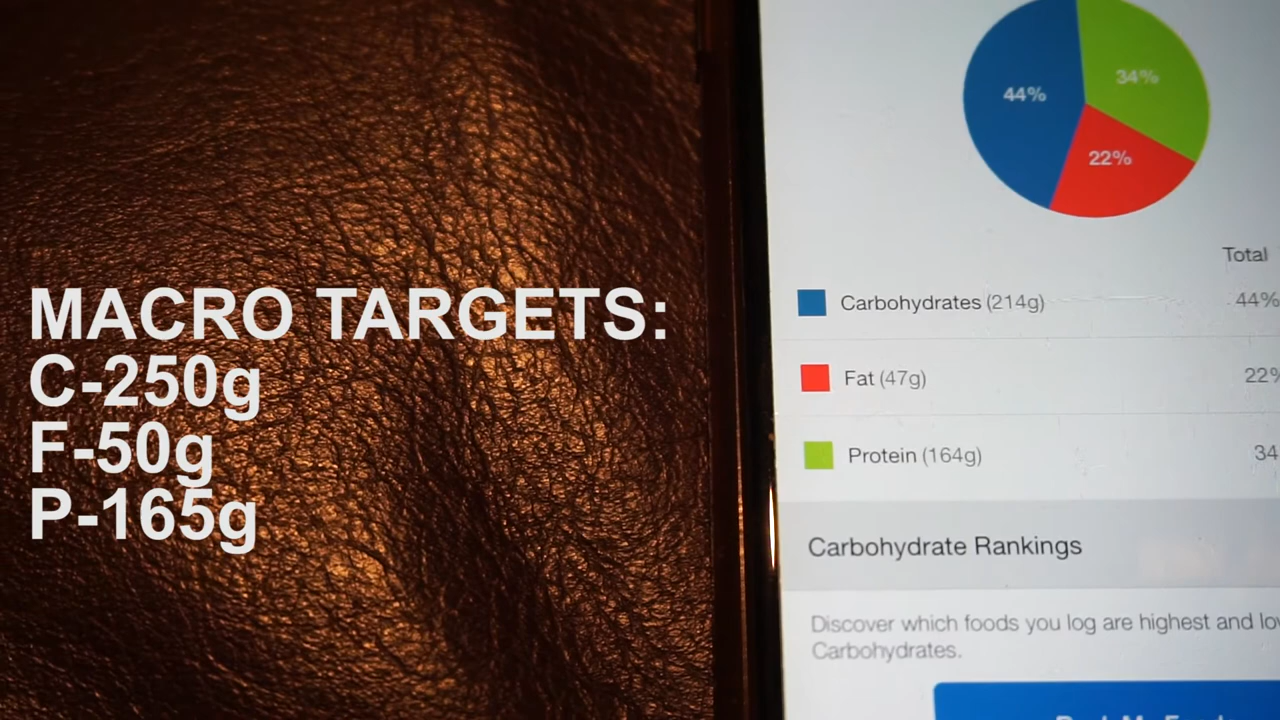 MACRO TARGETS:
C-250g
F-50g
P-165g
44%
34%
22%
Total
Carbohydrates (214g) 44%
Fat (47g) 22%
Protein (164g) 34
Carbohydrate Rankings
Discover which foods you log are highest and
Carbohydrates.